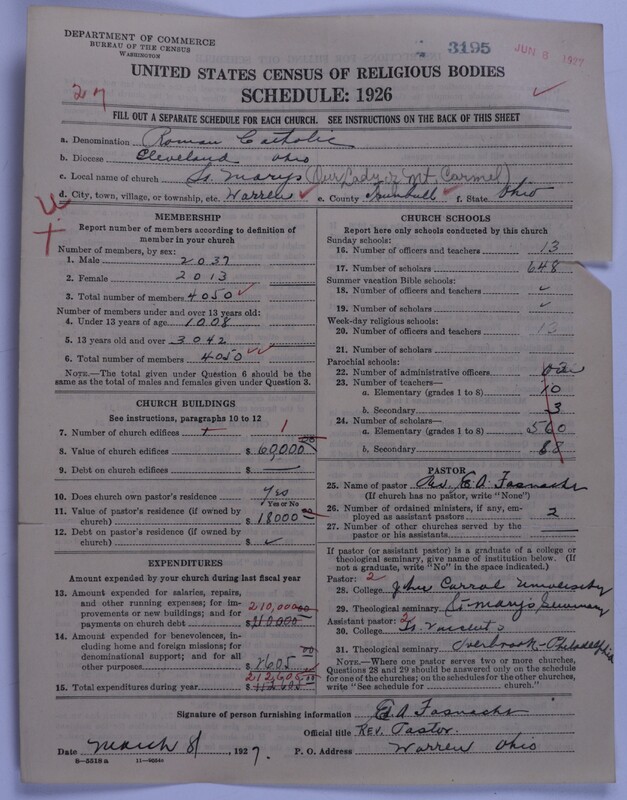 DEPARTMENT OF COMMERCE
BUREAU OF THE CENSUS
WASHINGTON
3195
JUN 6 1927
UNITED STATES CENSUS OF RELIGIOUS BODIES
SCHEDULE: 1926
27
FILL OUT A SEPARATE SCHEDULE FOR EACH CHURCH. SEE INSTRUCTIONS ON THE BACK OF THIS SHEET
a. Denomination Roman Catholic
b. Diocese Cleveland Ohio
c. Local name of church St. Marys (Our Lady of Mt. Carmel)
d. City, town, village, or township, etc. Warren e. County Trumbull f. State Ohio
MEMBERSHIP
Report number of members according to definition of
member in your church
Number of members, by sex:
1. Male 2037
2. Female 2013
3. Total number of members 4050
Number of members under and over 13 years old:
4. Under 13 years of age 1008
5. 13 years old and over 3042
6. Total number of members 4050
NOTE.—The total given under Question 6 should be the
same as the total of males and females given under Question 3.
CHURCH BUILDINGS
See instructions, paragraphs 10 to 12
7. Number of church edifices 1
8. Value of church edifices $ 60,000 00
9. Debt on church edifices $
10. Does church own pastor's residence Yes
Yes or No
11. Value of pastor's residence (if owned by
church) $ 18000
12. Debt on pastor's residence (if owned by
church) $
EXPENDITURES
Amount expended by your church during last fiscal year
13. Amount expended for salaries, repairs,
and other running expenses; for im-
provements or new buildings; and for
payments on church debt $ 210,000
14. Amount expended for benevolences, in-
cluding home and foreign missions; for
denominational support; and for all
other purposes $ 2605 00
15. Total expenditures during year $ 212,605 00
CHURCH SCHOOLS
Report here only schools conducted by this church
Sunday schools:
16. Number of officers and teachers 13
17. Number of scholars 648
Summer vacation Bible schools:
18. Number of officers and teachers
19. Number of scholars
Week-day religious schools:
20. Number of officers and teachers 13
21. Number of scholars
Parochial schools:
22. Number of administrative officers one
23. Number of teachers—
a. Elementary (grades 1 to 8) 10
b. Secondary 3
24. Number of scholars—
a. Elementary (grades 1 to 8) 560
b. Secondary 88
PASTOR
25. Name of pastor Rev. E A Fasnacht
(If church has no pastor, write "None")
26. Number of ordained ministers, if any, em-
ployed as assistant pastors 2
27. Number of other churches served by the
pastor or his assistants
If pastor (or assistant pastor) is a graduate of a college or
theological seminary, give name of institution below. (If
not a graduate, write "No" in the space indicated.)
Pastor: 2
28. College John Carrol University
29. Theological seminary St. Mary's Seminary
Assistant pastor: 2
30. College St. Vincent's
31. Theological seminary Overbrook - Philadelphia
NOTE.—Where one pastor serves two or more churches,
Questions 28 and 29 should be answered only on the schedule
for one of the churches; on the schedules for the other churches,
write "See schedule for church."
Signature of person furnishing information E A Fasnacht
Official title Rev. Pastor.
Date March 8, 1927. P. O. Address Warren Ohio
8—5518 a 11—9034a